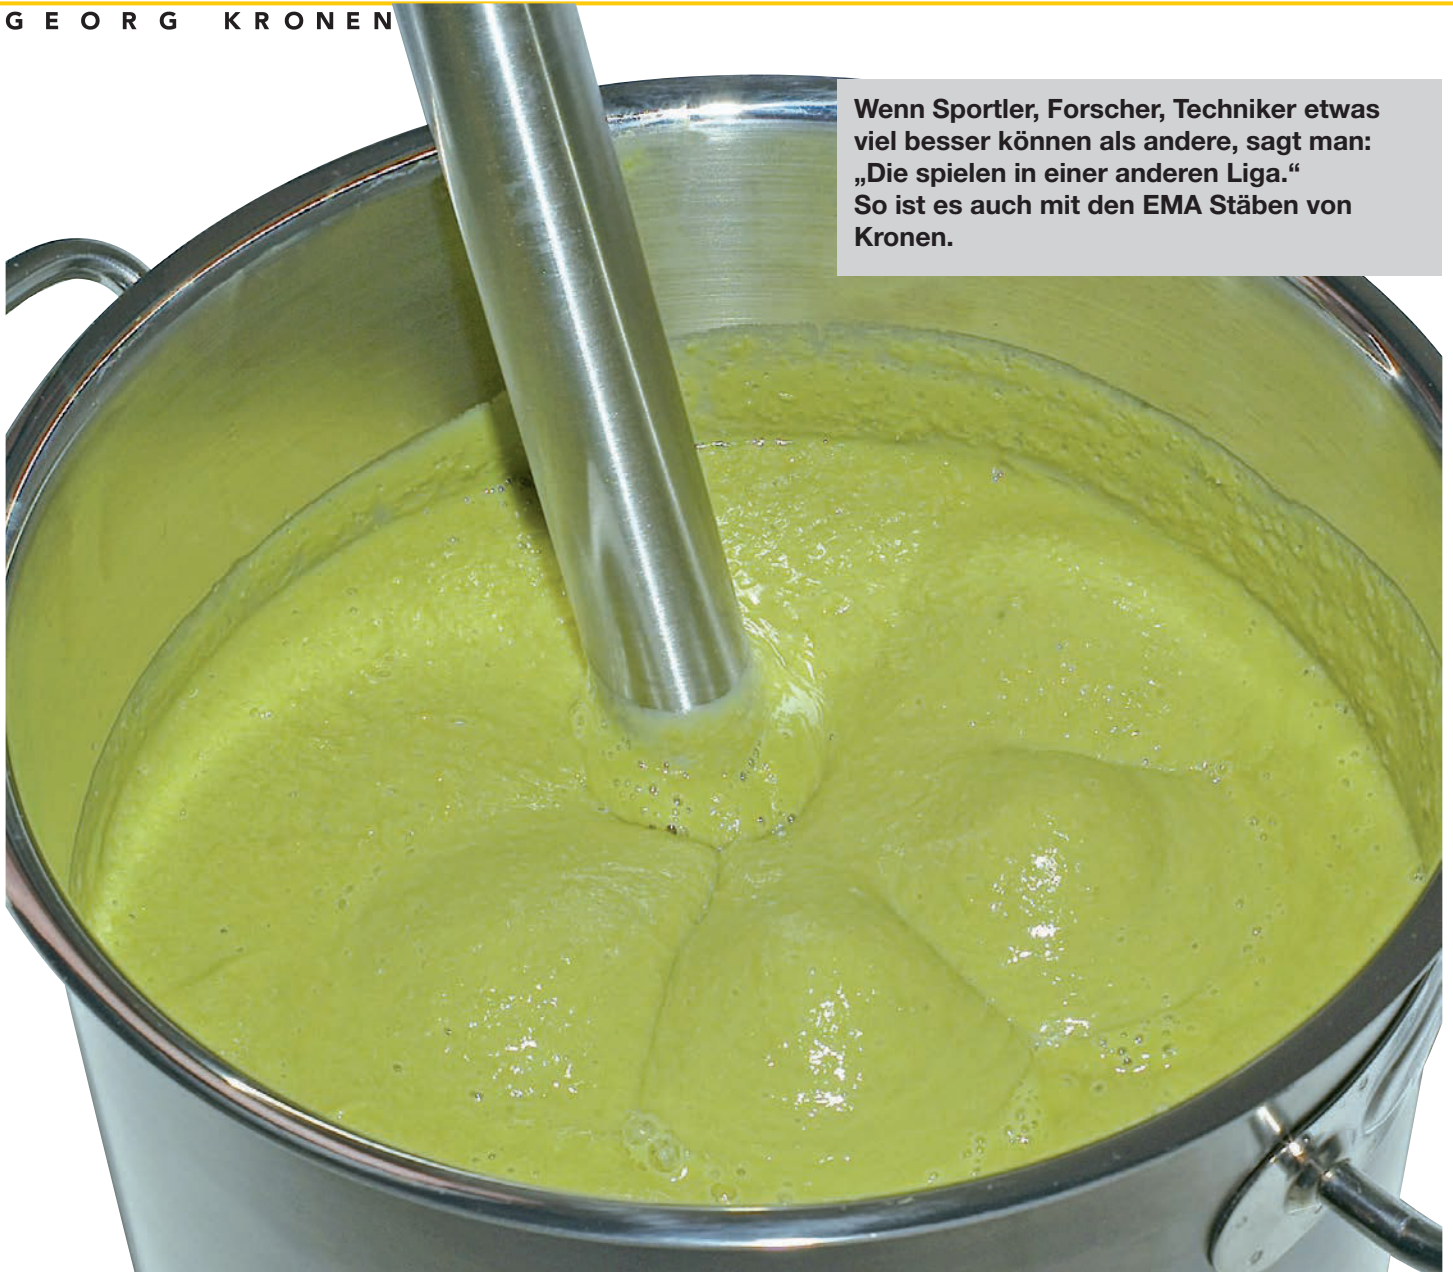 GEORG KRONEN
Wenn Sportler, Forscher, Techniker etwas
viel besser können als andere, sagt man:
„Die spielen in einer anderen Liga.“
So ist es auch mit den EMA Stäben von
Kronen.